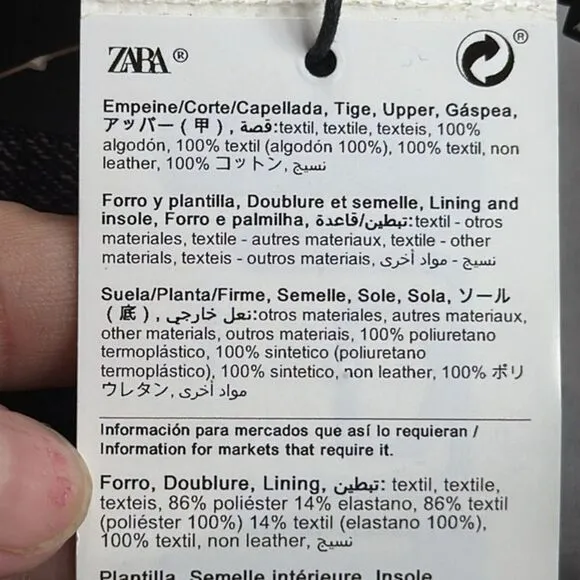 ZARA ®
®
Empeine/Corte/Capellada, Tige, Upper, Gáspea,
アッパー ( 甲 ) , قصة:textil, textile, texteis, 100%
algodón, 100% textil (algodón 100%), 100% textil, non
leather, 100% コットン, نسيج
Forro y plantilla, Doublure et semelle, Lining and
insole, Forro e palmilha, تبطين/قاعدة:textil - otros
materiales, textile - autres materiaux, textile - other
materials, texteis - outros materiais, نسيج - مواد أخرى
Suela/Planta/Firme, Semelle, Sole, Sola, ソール
( 底 ) , نعل خارجي:otros materiales, autres materiaux,
other materials, outros materiais, 100% poliuretano
termoplástico, 100% sintetico (poliuretano
termoplástico), 100% sintetico, non leather, 100% ポリ
ウレタン, مواد أخرى
Información para mercados que así lo requieran /
Information for markets that require it.
Forro, Doublure, Lining, تبطين: textil, textile,
texteis, 86% poliéster 14% elastano, 86% textil
(poliéster 100%) 14% textil (elastano 100%),
100% textil, non leather, نسيج
Plantilla, Semelle intérieure, Insole,